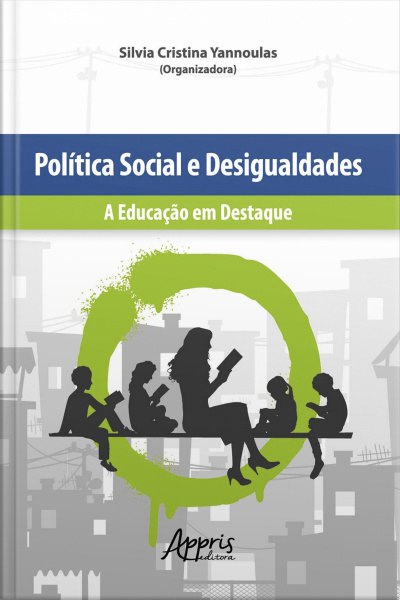 Silvia Cristina Yannoulas
(Organizadora)
Política Social e Desigualdades
A Educação em Destaque
Appris
editora